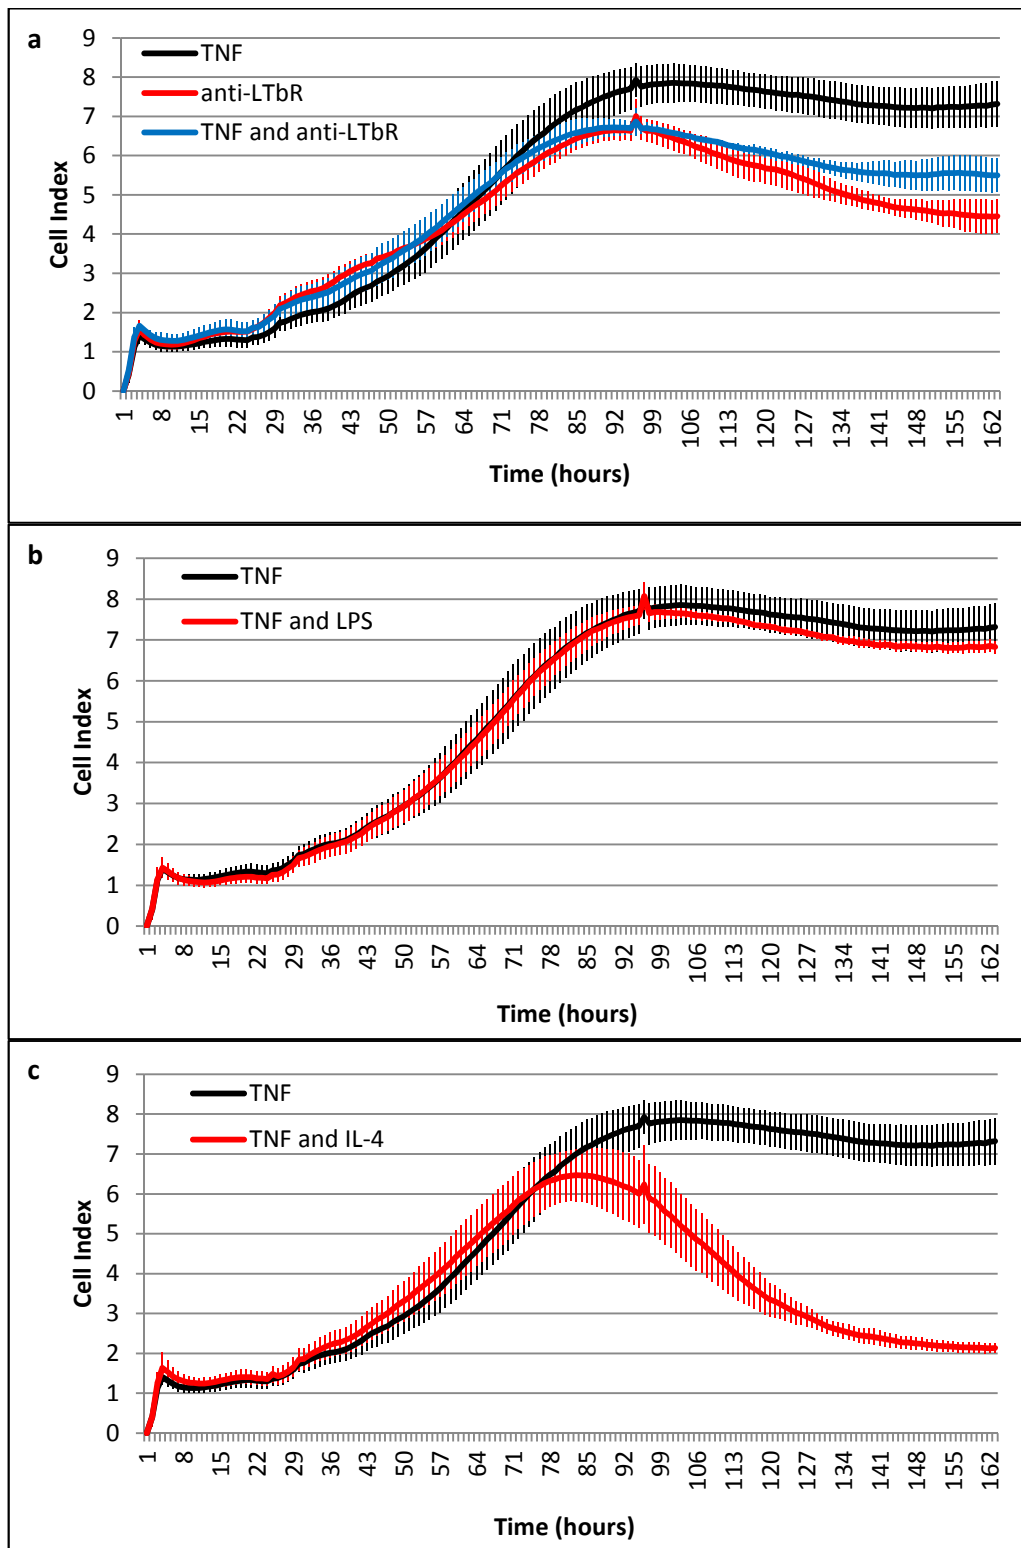 a
9
8
7
6
5
4
3
2
1
0
Cell Index
TNF
anti-LTbR
TNF and anti-LTbR
1 8 15 22 29 36 43 50 57 64 71 78 85 92 99 106 113 120 127 134 141 148 155 162
Time (hours)
b
9
8
7
6
5
4
3
2
1
0
Cell Index
TNF
TNF and LPS
1 8 15 22 29 36 43 50 57 64 71 78 85 92 99 106 113 120 127 134 141 148 155 162
Time (hours)
c
9
8
7
6
5
4
3
2
1
0
Cell Index
TNF
TNF and IL-4
1 8 15 22 29 36 43 50 57 64 71 78 85 92 99 106 113 120 127 134 141 148 155 162
Time (hours)